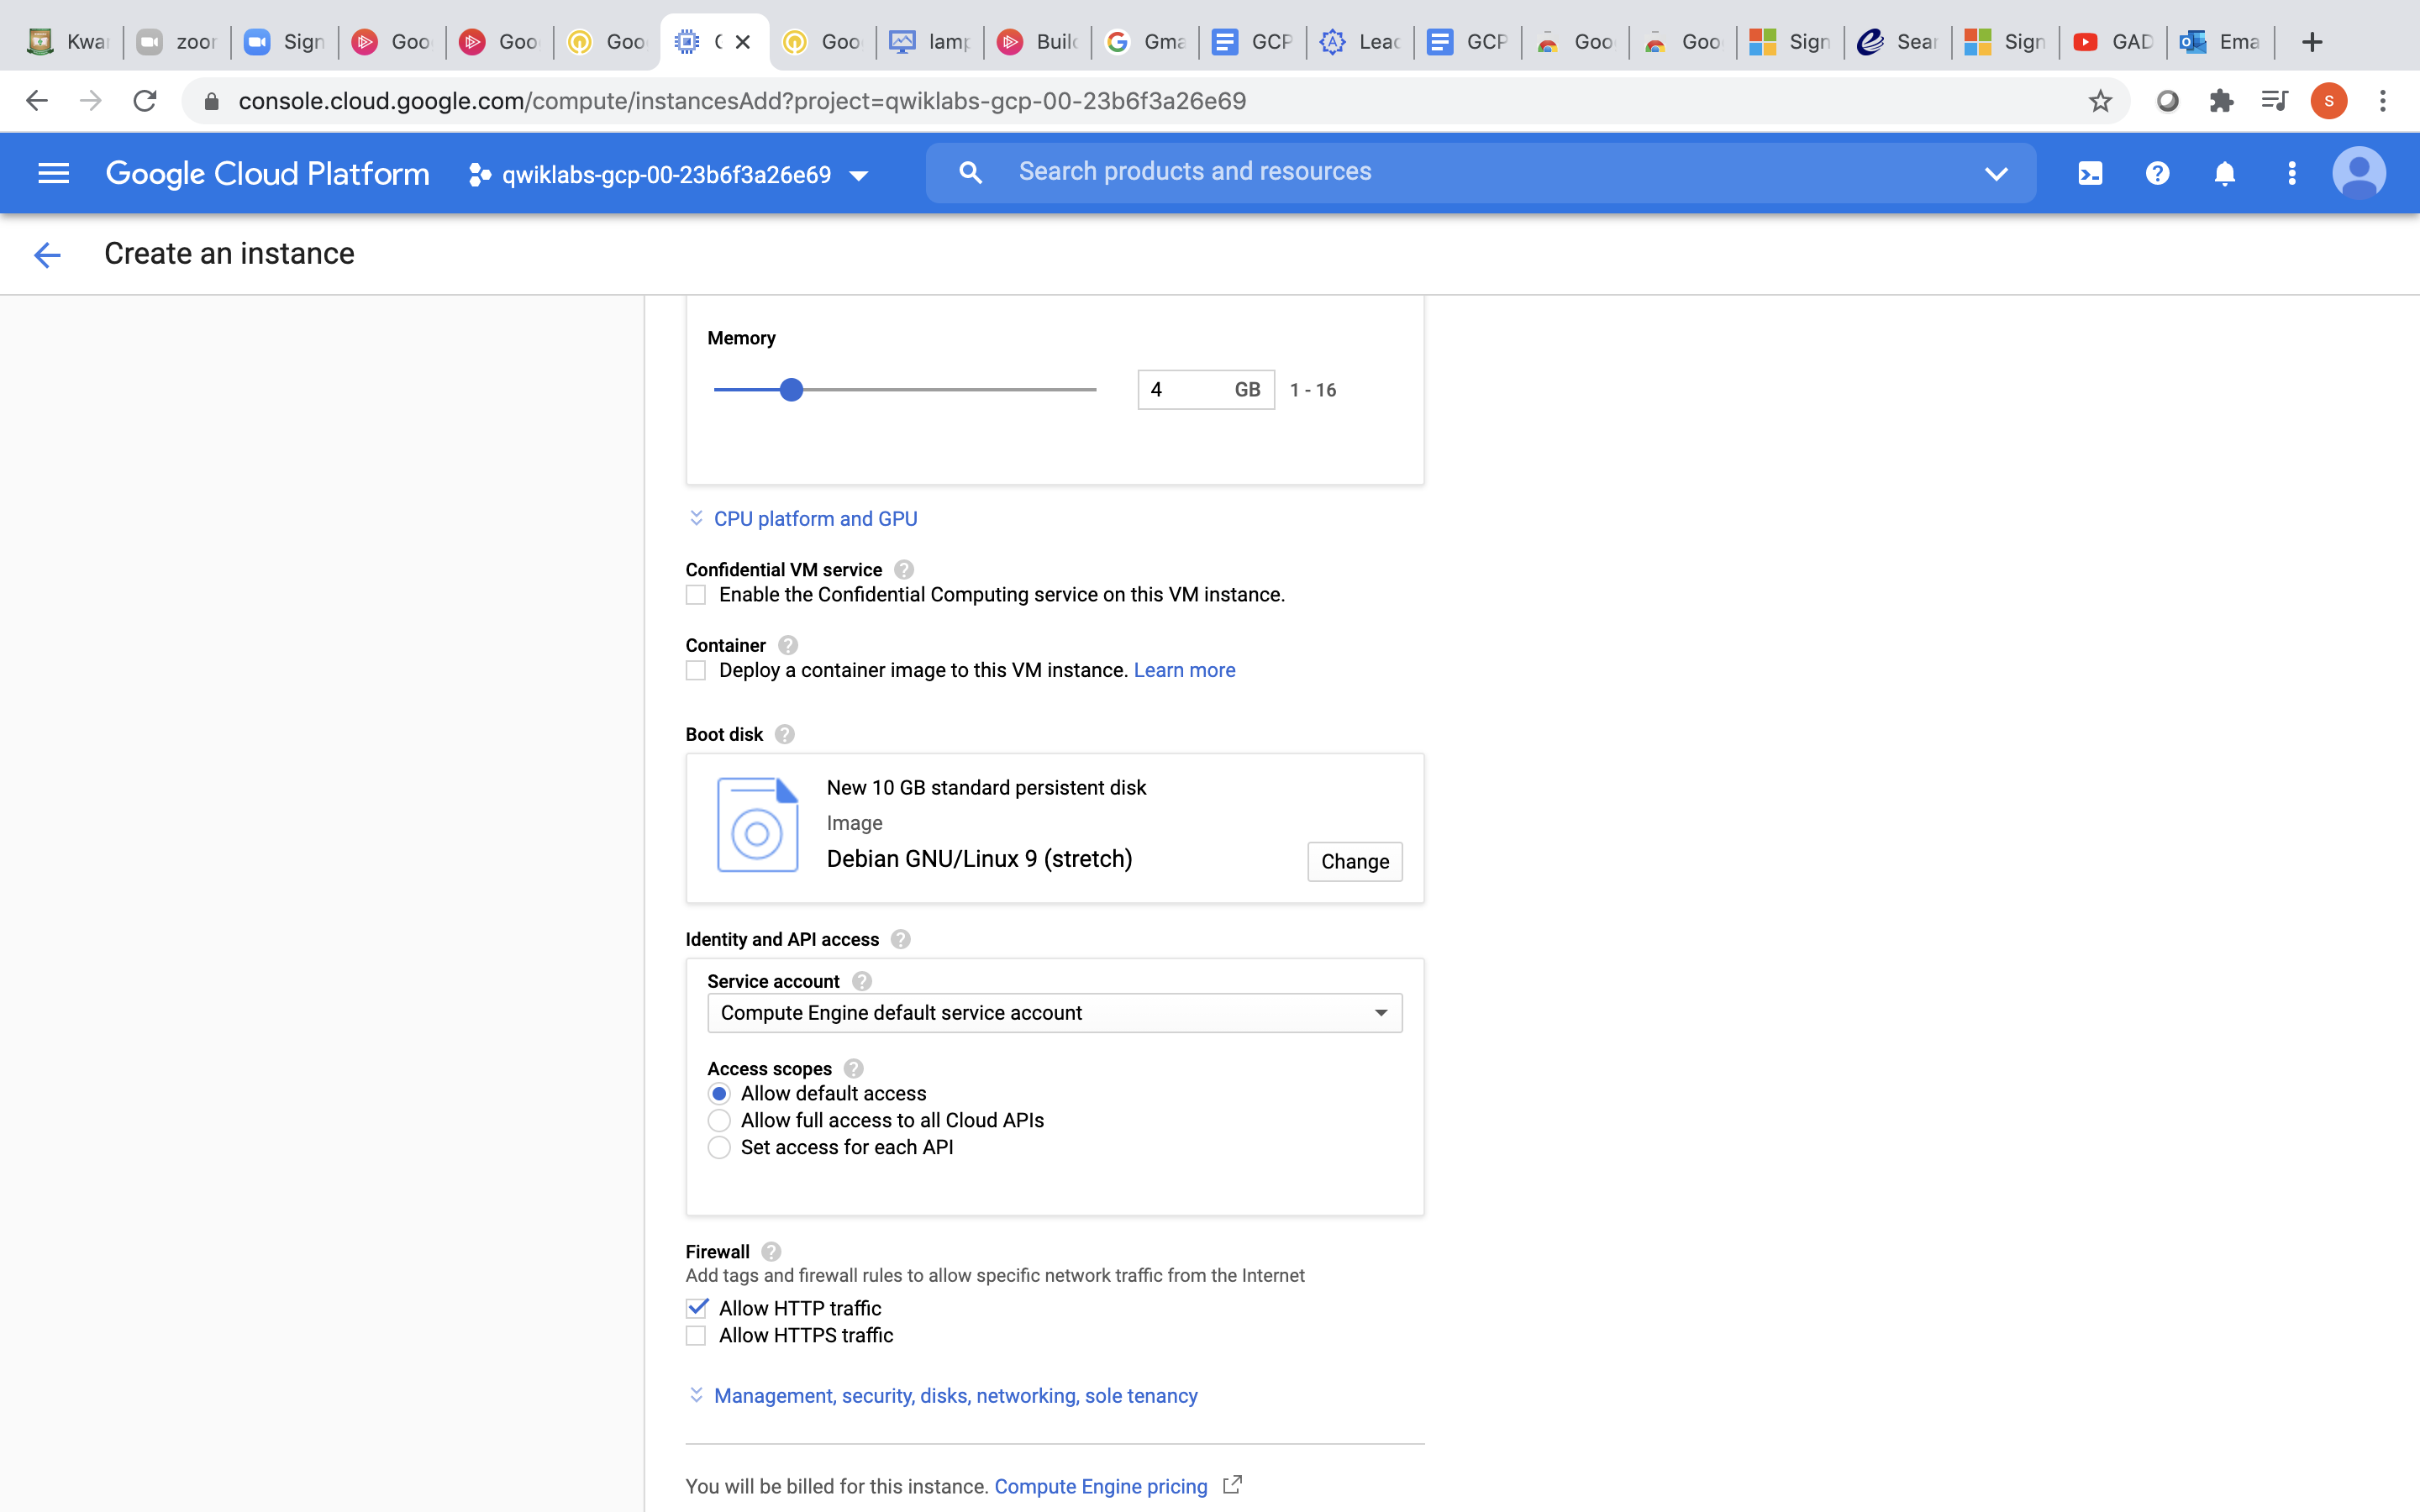 Kwa
zoor
Sign
Goo
Goo
Goo
Goo
lamp
Build
Gma
GCP
Lead
GCP
Goo
Goo
Sign
Sear
Sign
GAD
Ema
console.cloud.google.com/compute/instancesAdd?project=qwiklabs-gcp-00-23b6f3a26e69
S
Google Cloud Platform
qwiklabs-gcp-00-23b6f3a26e69
Search products and resources
Create an instance
Memory
4 GB 1 - 16
CPU platform and GPU
Confidential VM service
Enable the Confidential Computing service on this VM instance.
Container
Deploy a container image to this VM instance. Learn more
Boot disk
New 10 GB standard persistent disk
Image
Debian GNU/Linux 9 (stretch)
Change
Identity and API access
Service account
Compute Engine default service account
Access scopes
Allow default access
Allow full access to all Cloud APIs
Set access for each API
Firewall
Add tags and firewall rules to allow specific network traffic from the Internet
Allow HTTP traffic
Allow HTTPS traffic
Management, security, disks, networking, sole tenancy
You will be billed for this instance. Compute Engine pricing